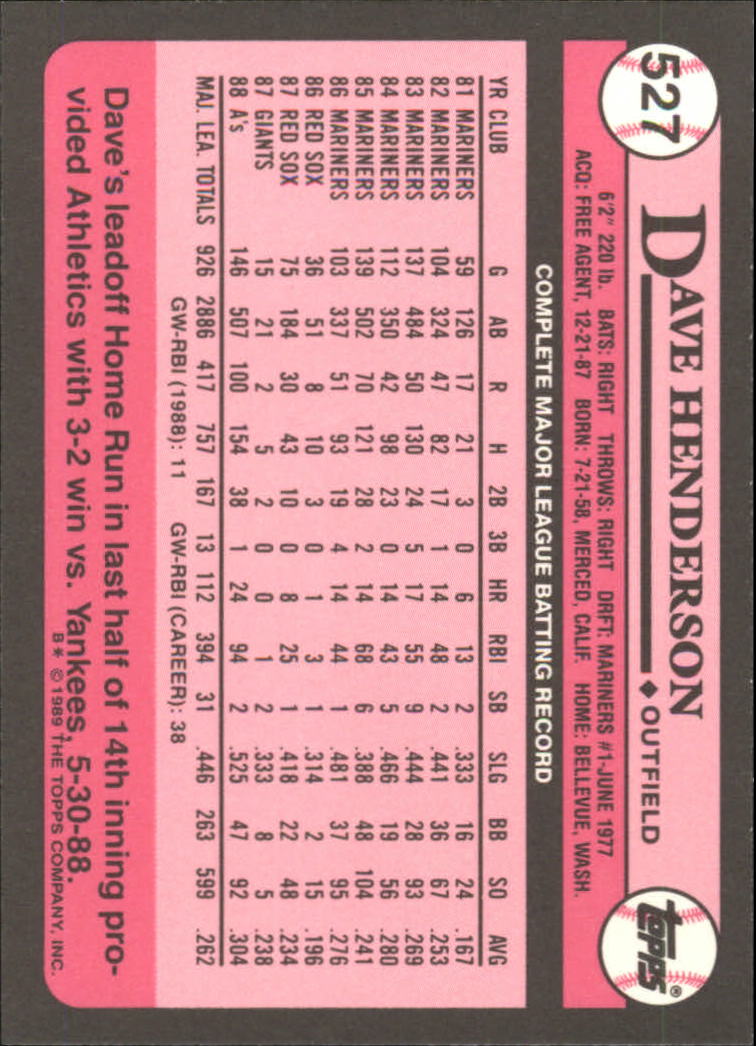 527
DAVE HENDERSON
◆ OUTFIELD
topps®
6'2" 220 lb. BATS: RIGHT THROWS: RIGHT DRFT: MARINERS #1-JUNE 1977
ACQ: FREE AGENT, 12-21-87 BORN: 7-21-58, MERCED, CALIF. HOME: BELLEVUE, WASH.
COMPLETE MAJOR LEAGUE BATTING RECORD
YR CLUB G AB R H 2B 3B HR RBI SB SLG BB SO AVG
81 MARINERS 59 126 17 21 3 0 6 13 2 .333 16 24 .167
82 MARINERS 104 324 47 82 17 1 14 48 2 .441 36 67 .253
83 MARINERS 137 484 50 130 24 5 17 55 9 .444 28 93 .269
84 MARINERS 112 350 42 98 23 0 14 43 5 .466 19 56 .280
85 MARINERS 139 502 70 121 28 2 14 68 6 .388 48 104 .241
86 MARINERS 103 337 51 93 19 4 14 44 1 .481 37 95 .276
86 RED SOX 36 51 8 10 3 0 1 3 1 .314 2 15 .196
87 RED SOX 75 184 30 43 10 0 8 25 1 .418 22 48 .234
87 GIANTS 15 21 2 5 2 0 0 1 2 .333 8 5 .238
88 A's 146 507 100 154 38 1 24 94 2 .525 47 92 .304
MAJ. LEA. TOTALS 926 2886 417 757 167 13 112 394 31 .446 263 599 .262
GW-RBI (1988): 11 GW-RBI (CAREER): 38
Dave's leadoff Home Run in last half of 14th inning pro-
vided Athletics with 3-2 win vs. Yankees, 5-30-88.
B* ©1989 THE TOPPS COMPANY, INC.